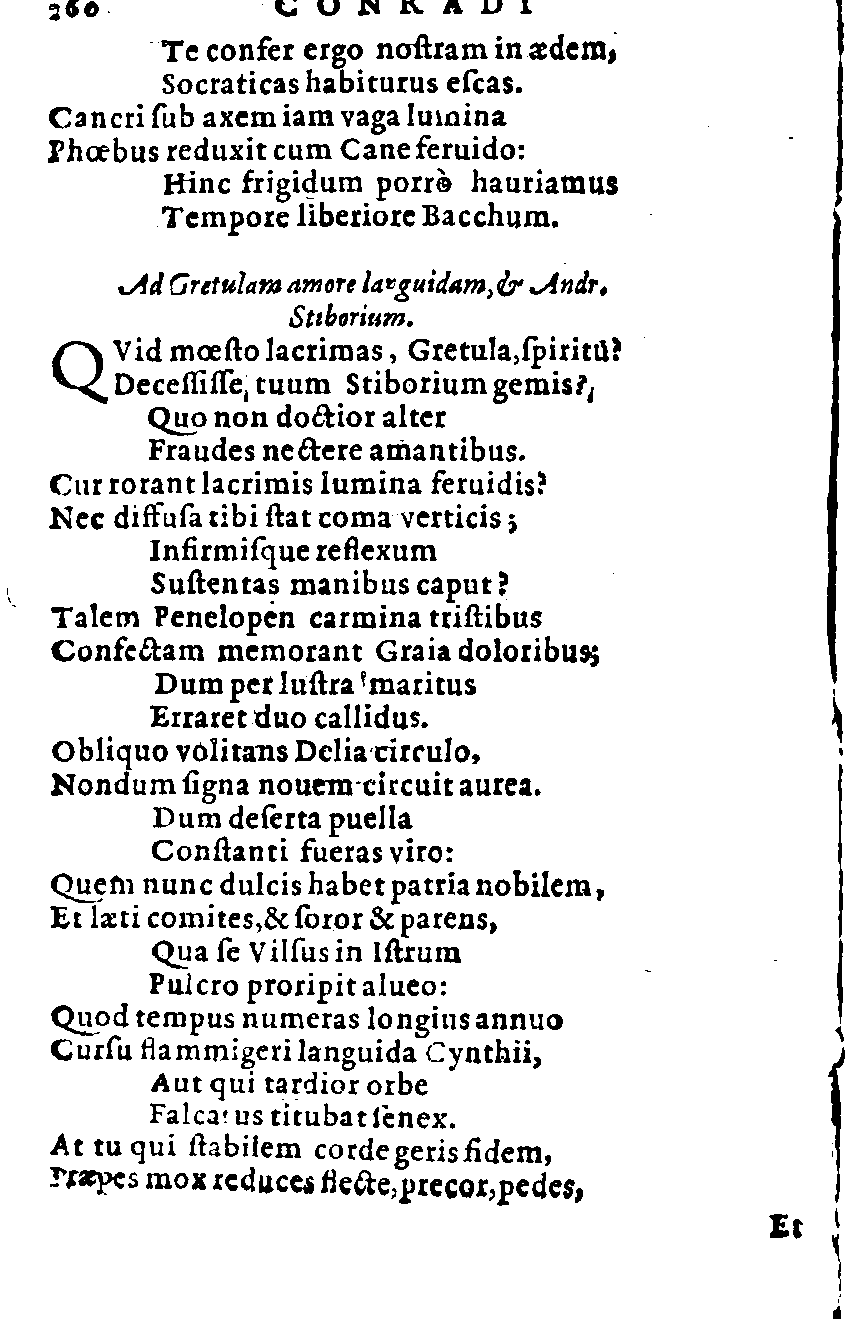 260 CONRADI
Te confer ergo noſtram in ædem,
Socraticas habiturus eſcas.
Cancri ſub axem iam vaga lumina
Phœbus reduxit cum Cane feruido:
Hinc frigidum porrò hauriamus
Tempore liberiore Bacchum.
Ad Gretulam amore languidam, & Andr.
Stiborium.
QVid mœſto lacrimas, Gretula, ſpiritū?
Deceſſiſſe, tuum Stiborium gemis?,
Quo non doctior alter
Fraudes nectere amantibus.
Cur rorant lacrimis lumina feruidis?
Nec diffuſa tibi ſtat coma verticis;
Infirmiſque reflexum
Suſtentas manibus caput?
Talem Penelopen carmina triſtibus
Confectam memorant Graia doloribus;
Dum per luſtra maritus
Erraret duo callidus.
Obliquo volitans Delia circulo,
Nondum ſigna nouem circuit aurea.
Dum deſerta puella
Conſtanti fueras viro:
Quem nunc dulcis habet patria nobilem,
Et læti comites, & ſoror & parens,
Qua ſe Vilſus in Iſtrum
Pulcro proripit alueo:
Quod tempus numeras longius annuo
Curſu flammigeri languida Cynthii,
Aut qui tardior orbe
Falcatus titubat ſenex.
At tu qui ſtabilem corde geris fidem,
Præpes mox reduces flecte, precor, pedes,
Et